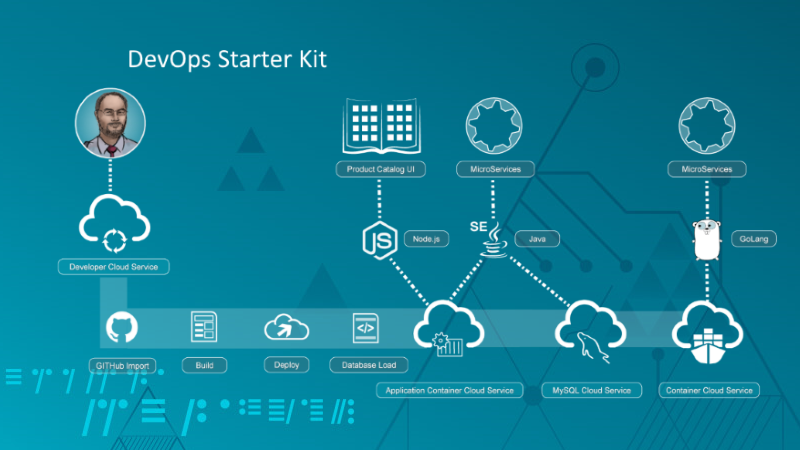 DevOps Starter Kit
Product Catalog UI
MicroServices
MicroServices
SE
JS
Node.js
Java
GoLang
Developer Cloud Service
GITHub Import
Build
Deploy
Database Load
Application Container Cloud Service
MySQL Cloud Service
Container Cloud Service